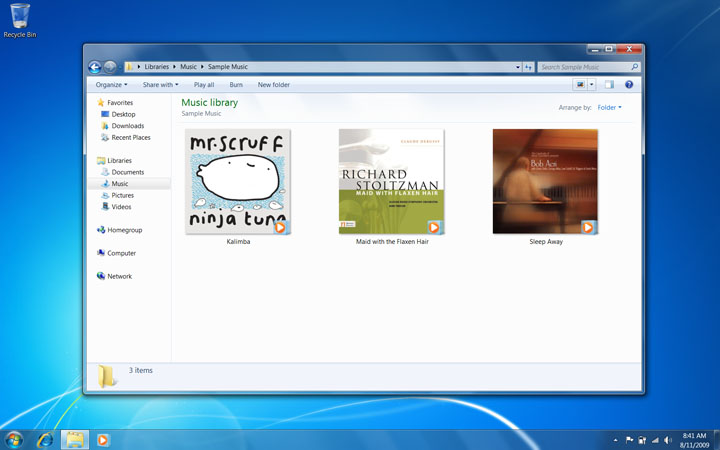 Recycle Bin
Libraries
Music
Sample Music
Search Sample Music
Organize
Share with
Play all
Burn
New folder
Favorites
Desktop
Downloads
Recent Places
Libraries
Documents
Music
Pictures
Videos
Homegroup
Computer
Network
Music library
Sample Music
Arrange by:
Folder
mr.scruff
ninja tuna
Kalimba
CLAUDE DEBUSSY
RICHARD
STOLTZMAN
MAID WITH FLAXEN HAIR
Maid with the Flaxen Hair
Bob Acri
Sleep Away
3 items
8:41 AM
8/11/2009